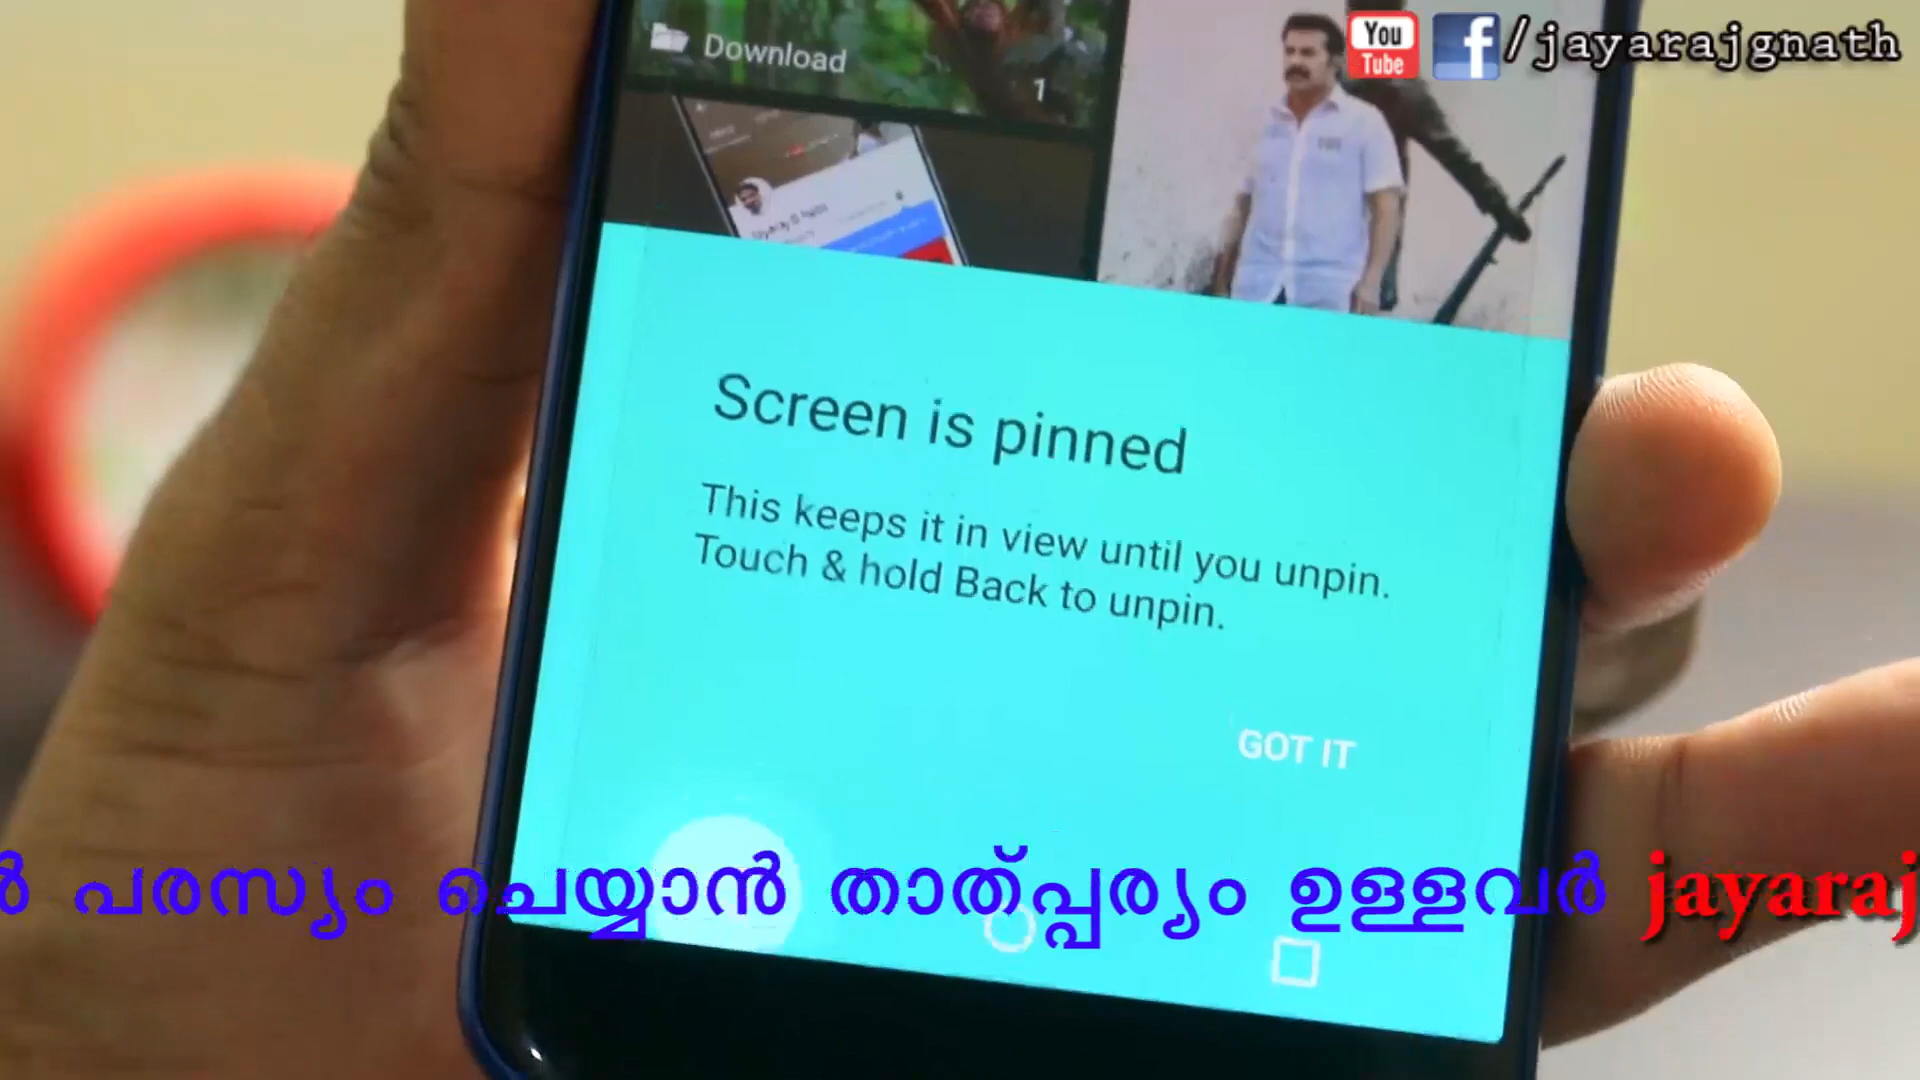 You
Tube
f
/jayarajgnath
Download
1
Screen is pinned
This keeps it in view until you unpin.
Touch & hold Back to unpin.
GOT IT
പരസ്യം ചെയ്യാൻ താത്പ്പര്യം ഉള്ളവർ jayaraj